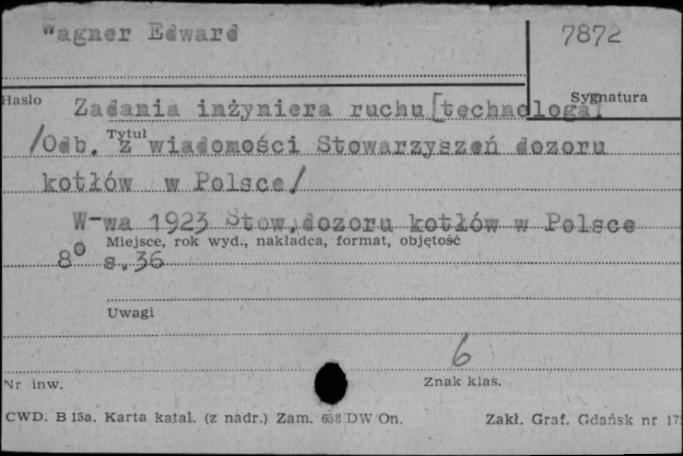 Wagner Edward
7872
Hasło
Sygnatura
Zadania inżyniera ruchu [technologa]
Tytuł
/Odb. z wiadomości Stowarzyszeń dozoru
kotłów w Polsce/
W-wa 1923 Stow. dozoru kotłów w Polsce
Miejsce, rok wyd., nakładca, format, objętość
8⁰ s. 36
Uwagi
6
Nr inw.
Znak klas.
CWD. B 15a. Karta katal. (z nadr.) Zam. 658 DW/On.
Zakł. Graf. Gdańsk nr